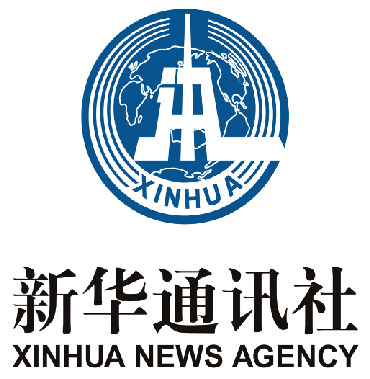 XINHUA
新华通讯社
XINHUA NEWS AGENCY